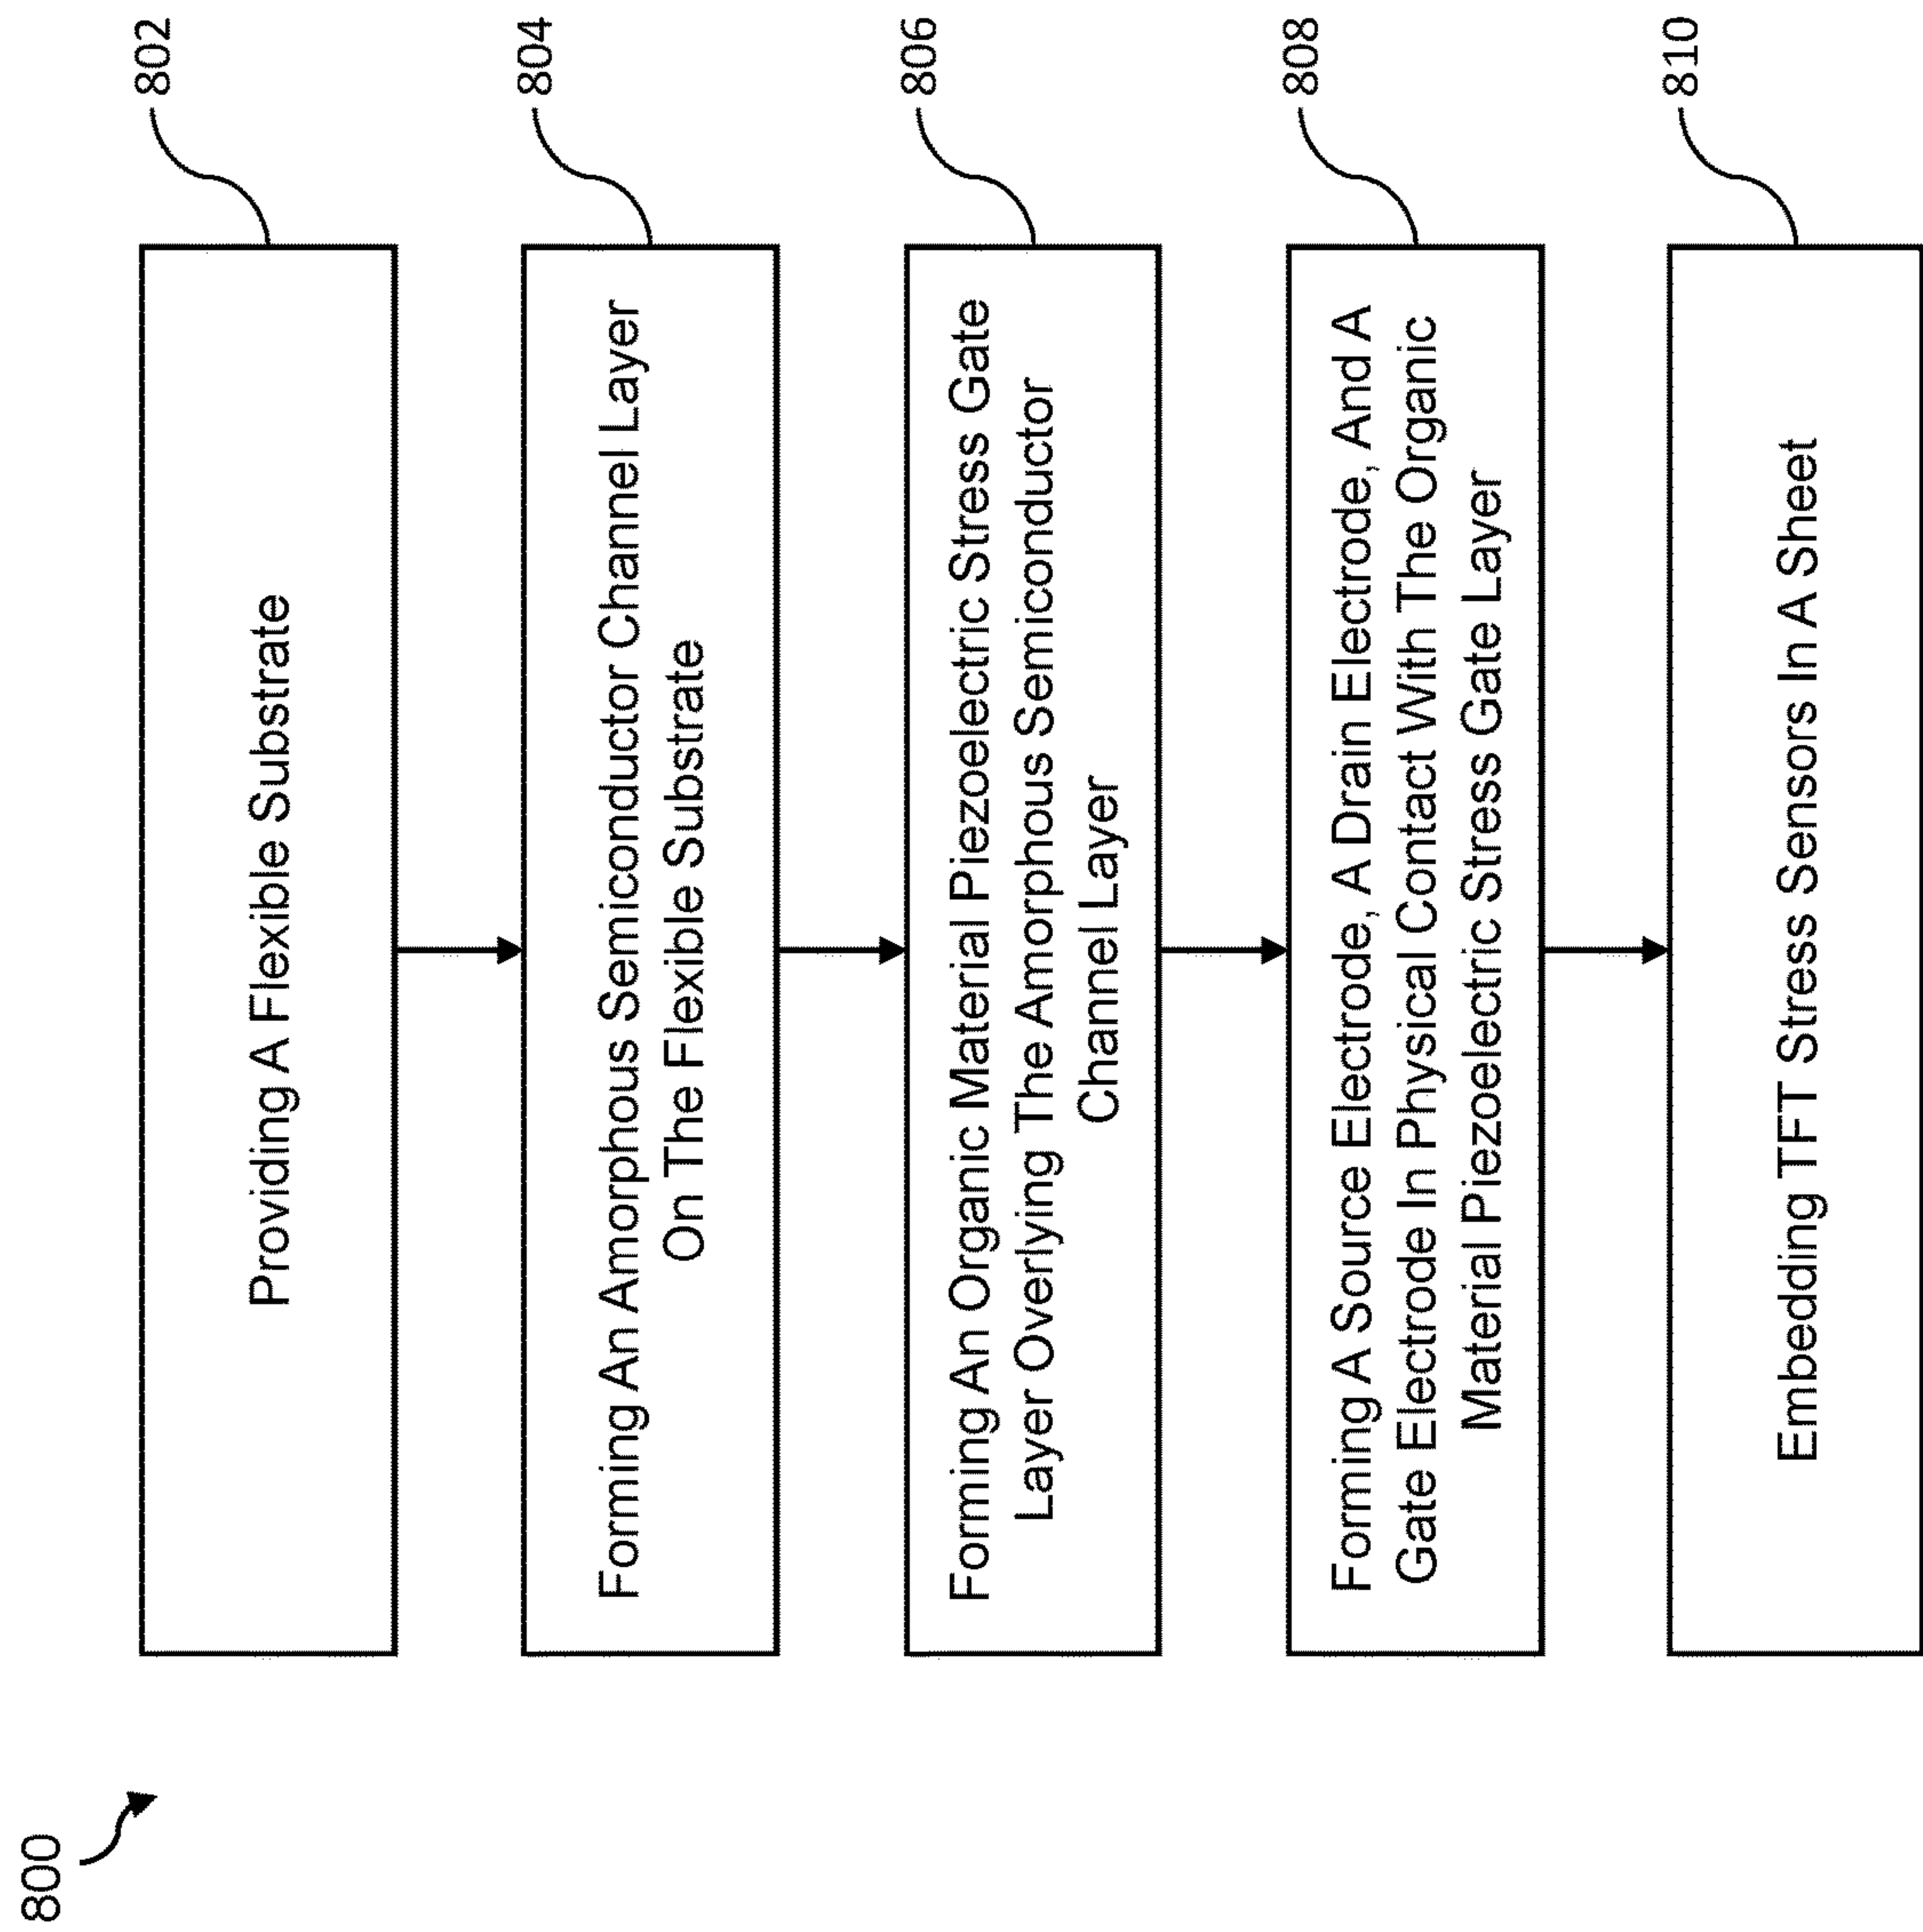 800
802
Providing A Flexible Substrate
804
Forming An Amorphous Semiconductor Channel Layer
On The Flexible Substrate
806
Forming An Organic Material Piezoelectric Stress Gate
Layer Overlying The Amorphous Semiconductor
Channel Layer
808
Forming A Source Electrode, A Drain Electrode, And A
Gate Electrode In Physical Contact With The Organic
Material Piezoelectric Stress Gate Layer
810
Embedding TFT Stress Sensors In A Sheet